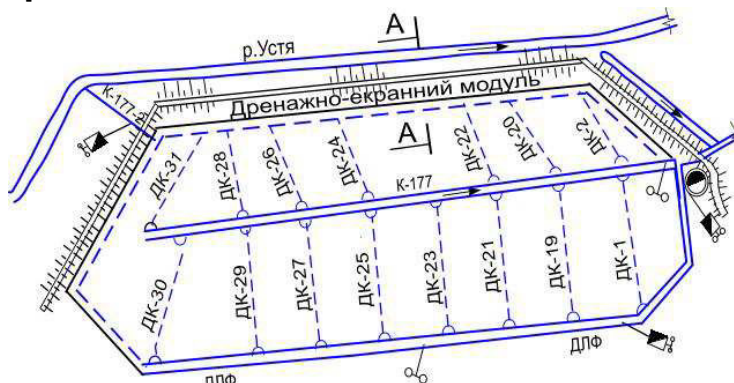 А
р.Устя
К-177-2
Дренажно-екранний модуль
А
ДК-31
ДК-28
ДК-26
ДК-24
ДК-22
ДК-20
ДК-2
К-177
ДК-30
ДК-29
ДК-27
ДК-25
ДК-23
ДК-21
ДК-19
ДК-1
ДЛФ
ДЛФ